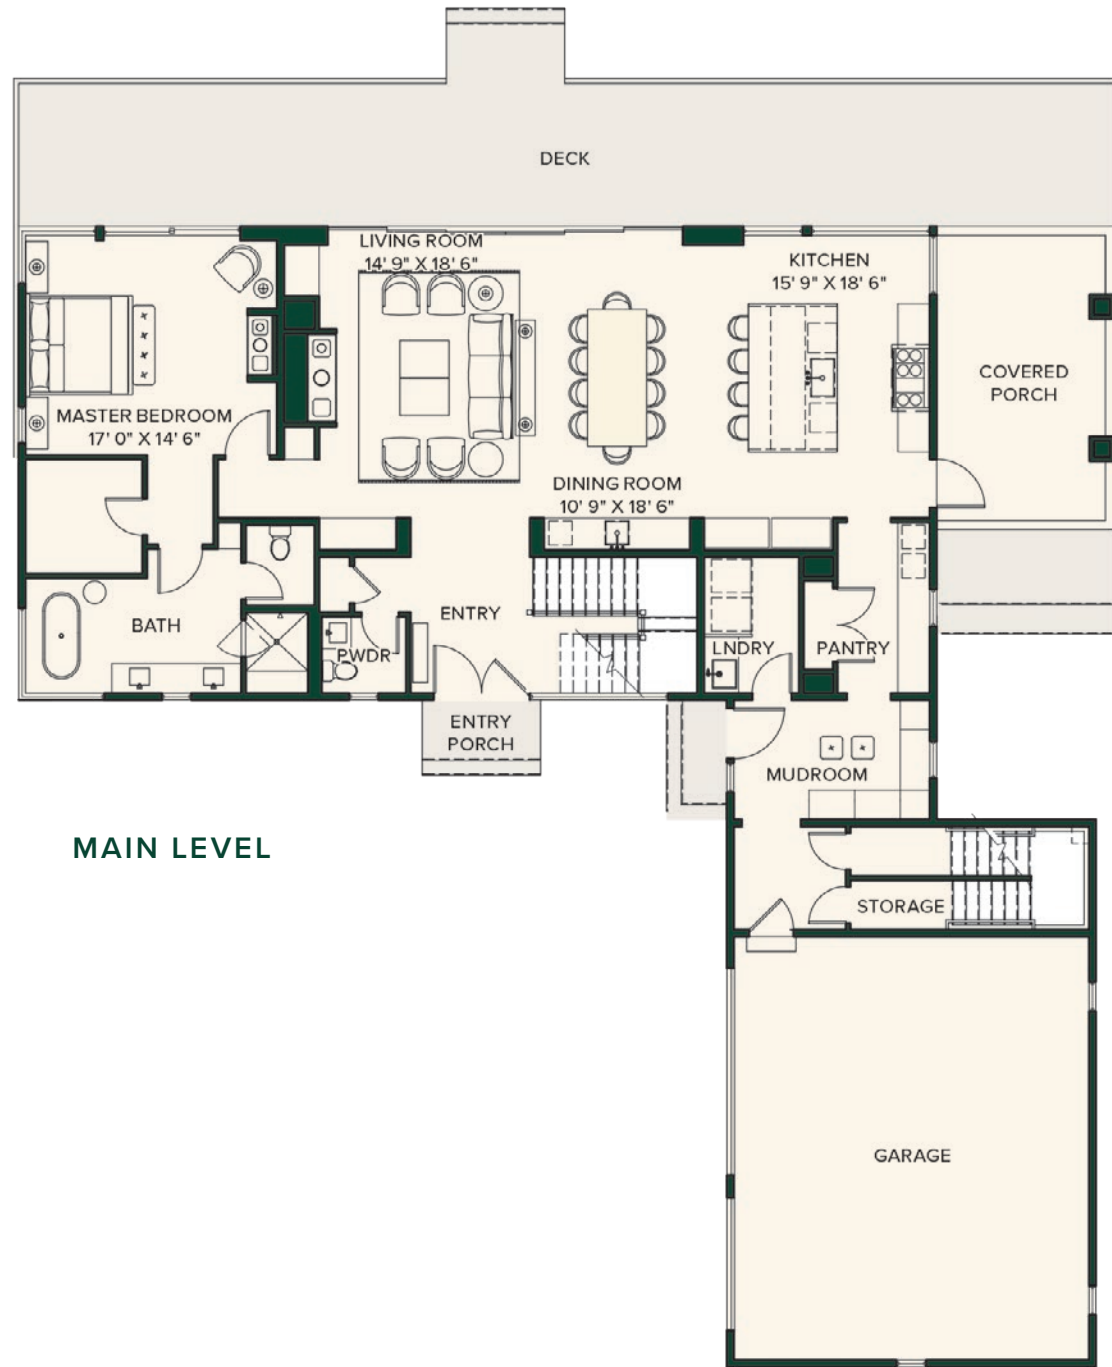 DECK
LIVING ROOM
14' 9" X 18' 6"
KITCHEN
15' 9" X 18' 6"
COVERED
PORCH
MASTER BEDROOM
17' 0" X 14' 6"
DINING ROOM
10' 9" X 18' 6"
BATH
PWDR
ENTRY
LNDRY
PANTRY
ENTRY
PORCH
MUDROOM
MAIN LEVEL
STORAGE
GARAGE